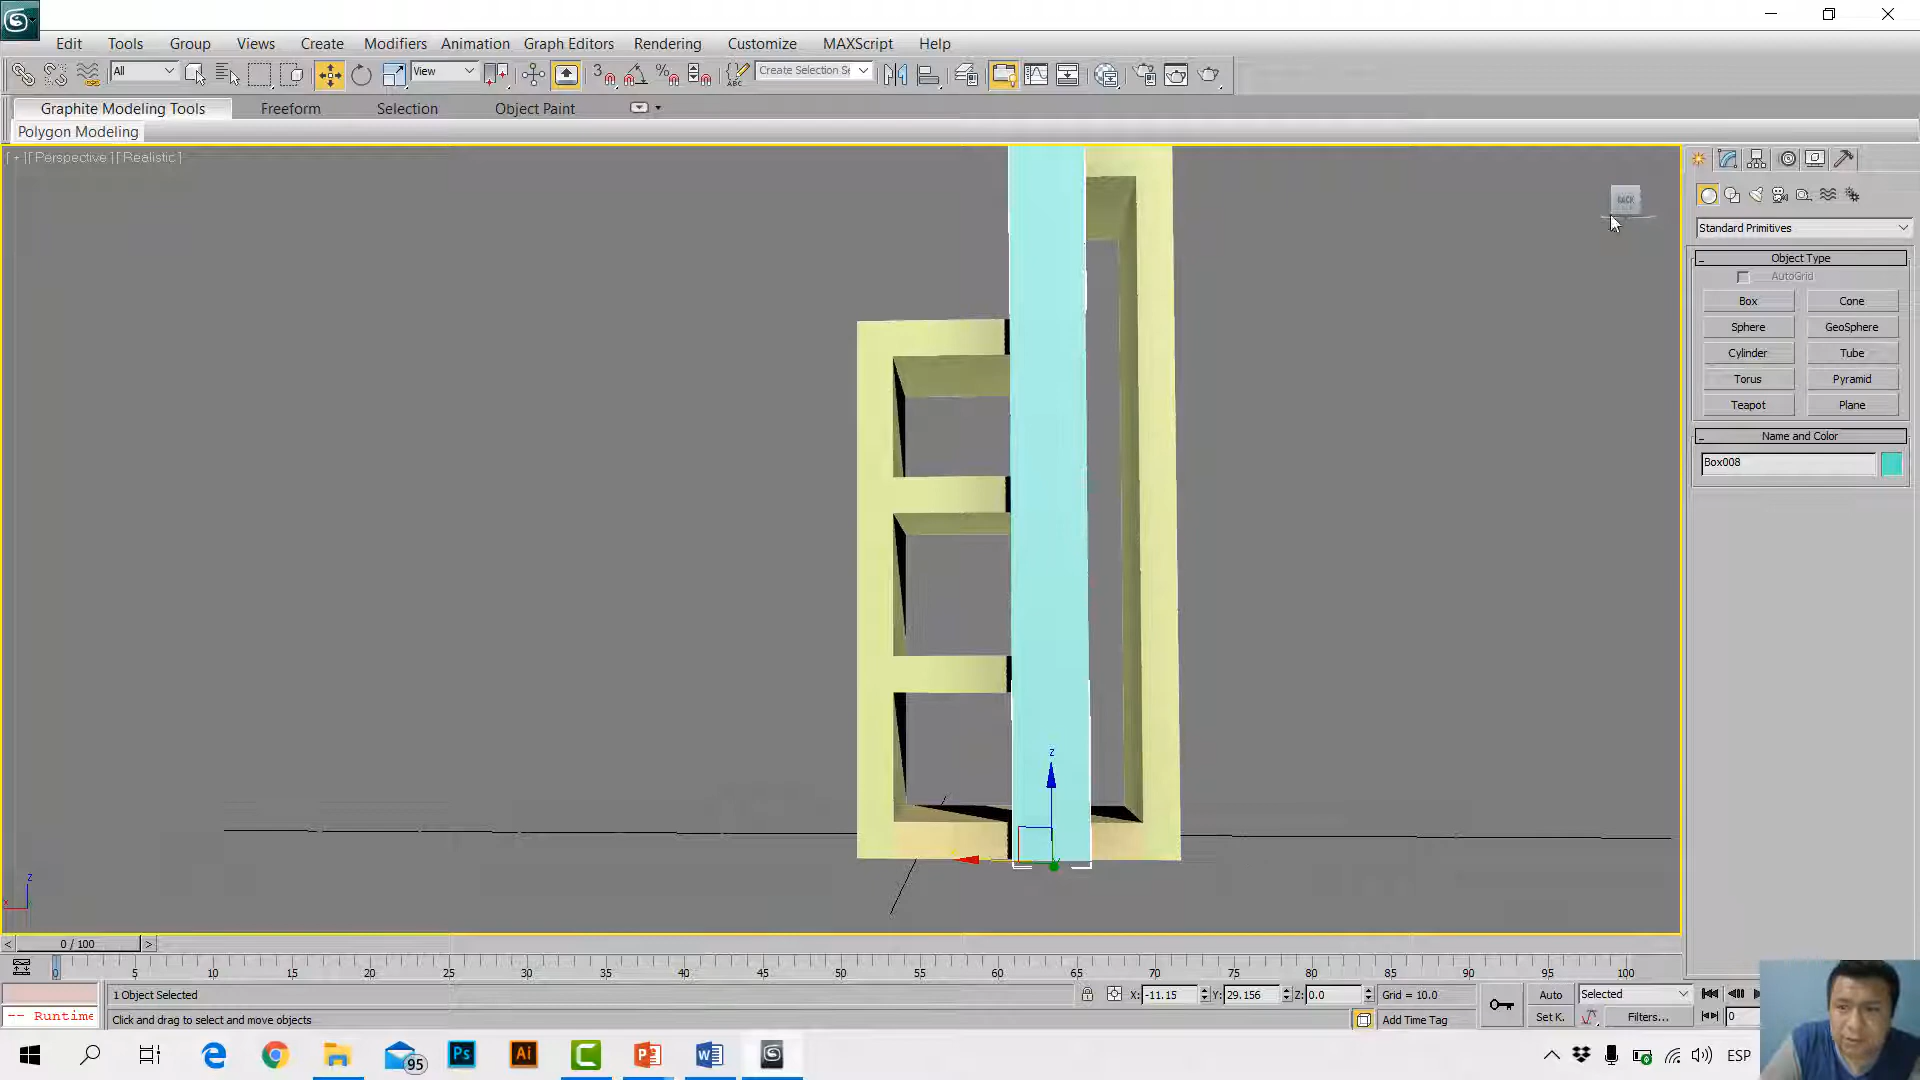 Edit Tools Group Views Create Modifiers Animation Graph Editors Rendering Customize MAXScript Help
All View 3 Create Selection Se
Graphite Modeling Tools Freeform Selection Object Paint
Polygon Modeling
[ + ][ Perspective ][ Realistic ]
BACK
Standard Primitives
Object Type
AutoGrid
Box Cone
Sphere GeoSphere
Cylinder Tube
Torus Pyramid
Teapot Plane
Name and Color
Box008
z
z
x
< 0 / 100 >
0 5 10 15 20 25 30 35 40 45 50 55 60 65 70 75 80 85 90 95 100
1 Object Selected X: -11.15 Y: 29.156 Z: 0.0 Grid = 10.0 Auto Selected
-- Runtime Click and drag to select and move objects Add Time Tag Set K. Filters... 0
95 Ps Ai ESP